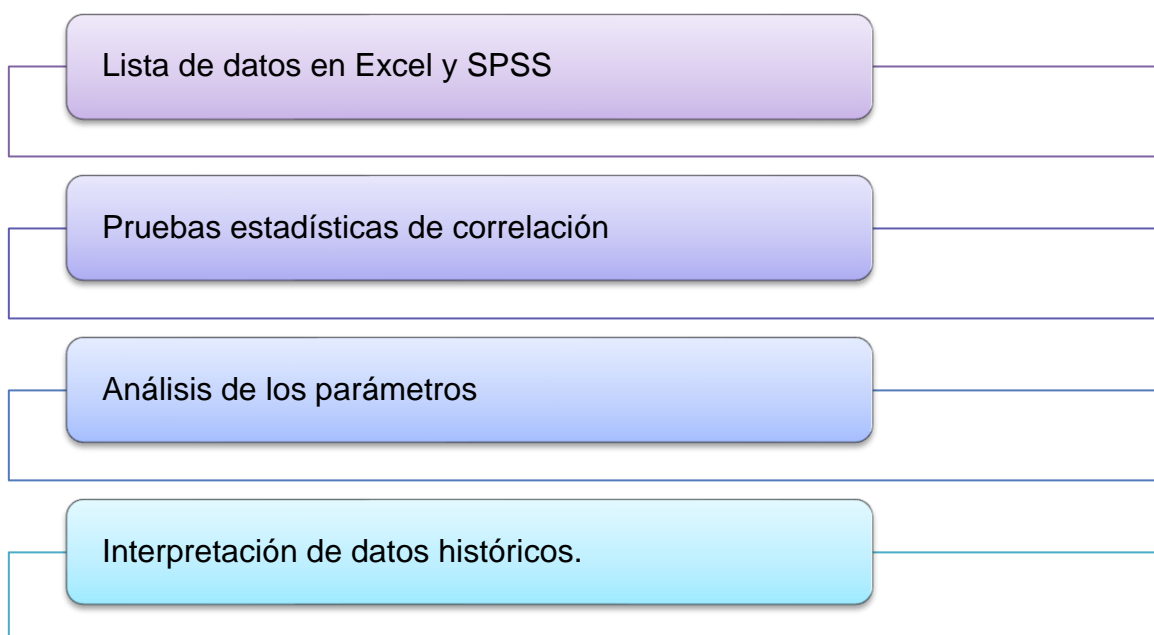 Lista de datos en Excel y SPSS
Pruebas estadísticas de correlación
Análisis de los parámetros
Interpretación de datos históricos.